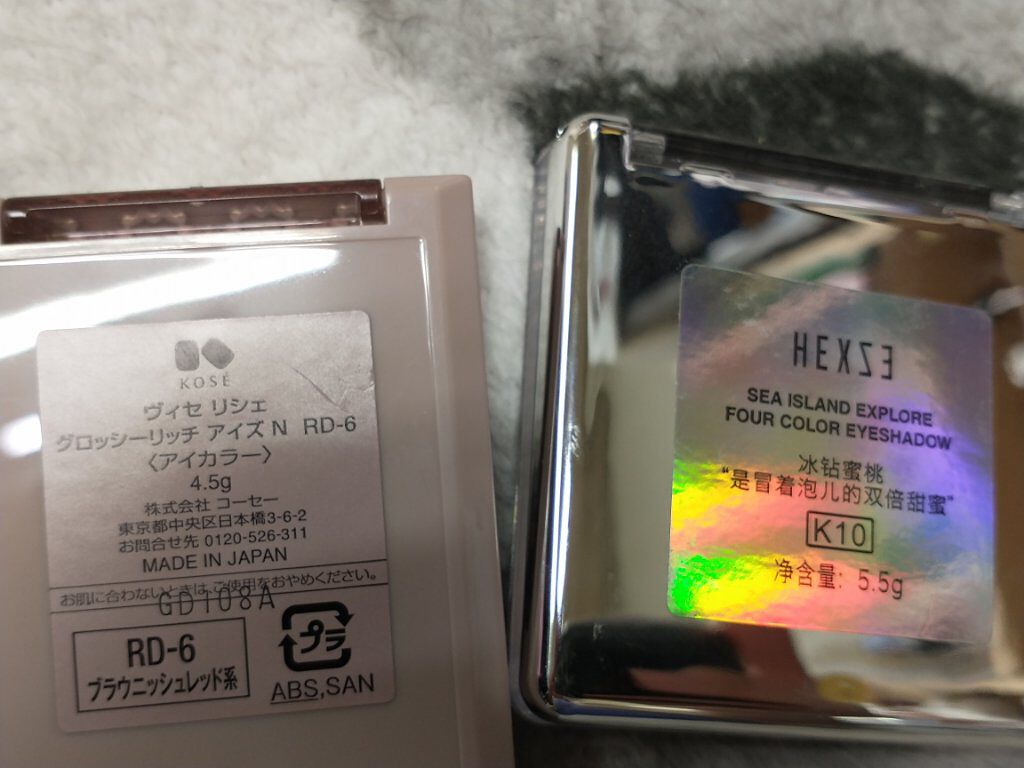 KOSÉ
ヴィセ リシェ
グロッシーリッチ アイズ N RD-6
〈アイカラー〉
4.5g
株式会社 コーセー
東京都中央区日本橋3-6-2
お問合せ先 0120-526-311
MADE IN JAPAN
お肌に合わないときは、ご使用をおやめください。
GD108A
RD-6
ブラウニッシュレッド系
プラ
ABS,SAN
HEXZE
SEA ISLAND EXPLORE
FOUR COLOR EYESHADOW
冰钻蜜桃
“是冒着泡儿的双倍甜蜜”
K10
净含量: 5.5g